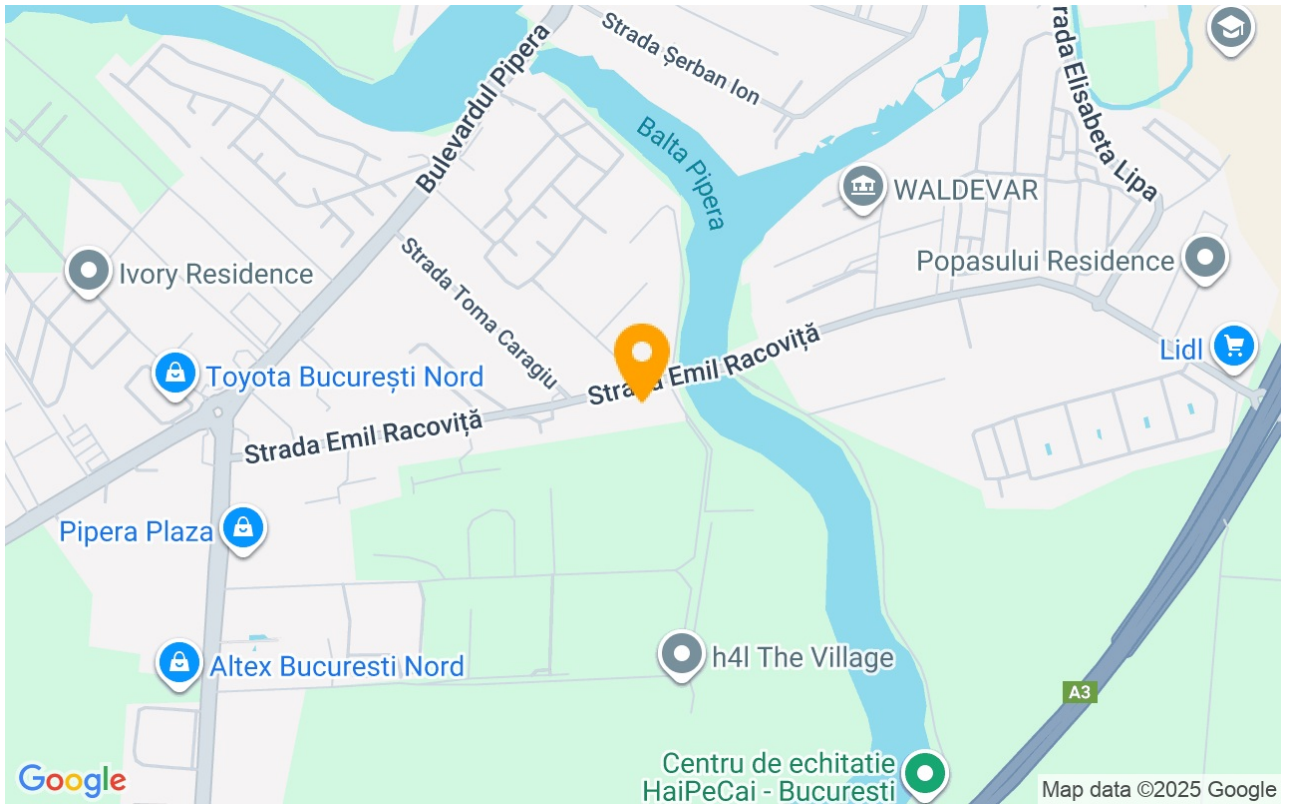 Strada Șerban Ion
Bulevardul Pipera
Balta Pipera
rada Elisabeta Lipa
WALDEVAR
Ivory Residence
Popasului Residence
Strada Toma Caragiu
Lidl
Toyota București Nord
Strada Emil Racoviță
Strada Emil Racoviță
Pipera Plaza
h4l The Village
Altex Bucuresti Nord
A3
Centru de echitatie
HaiPeCai - Bucuresti
Google
Map data ©2025 Google